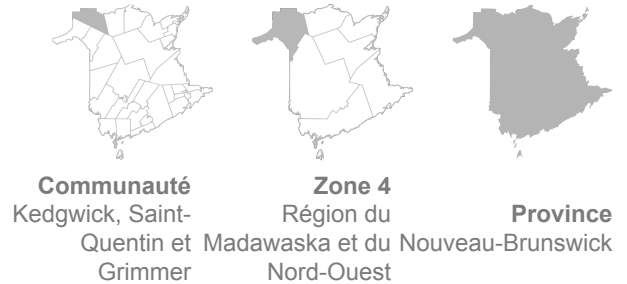 Communauté
Kedgwick, Saint-
Quentin et
Grimmer
Zone 4
Région du
Madawaska et du
Nord-Ouest
Province
Nouveau-Brunswick